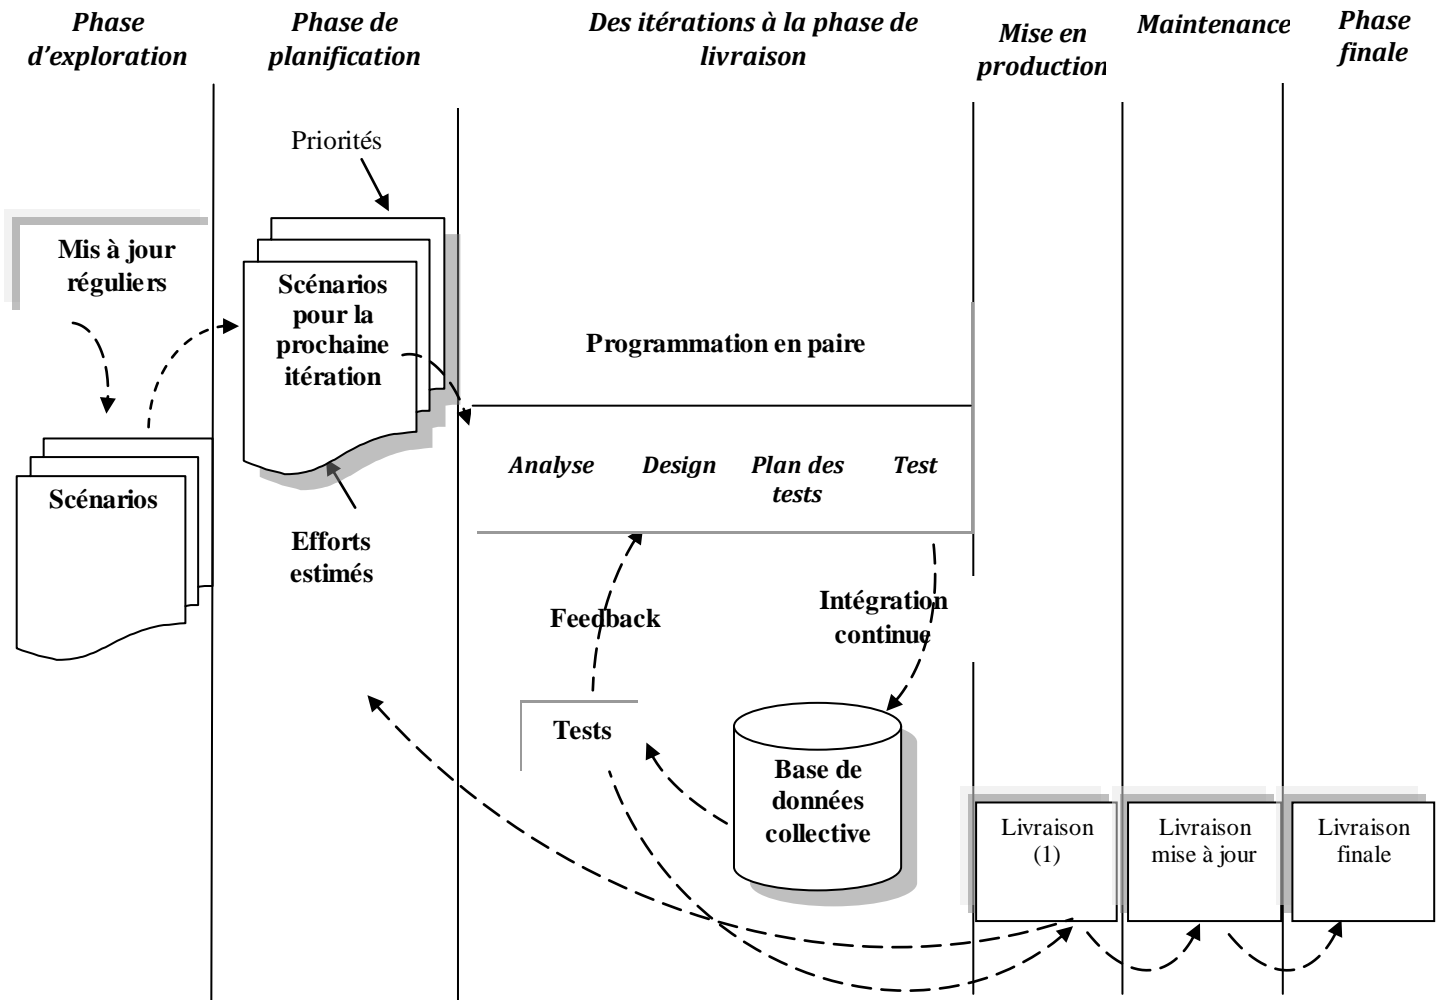 Phase
d'exploration
Phase de
planification
Des itérations à la phase de
livraison
Mise en
production
Maintenance
Phase
finale
Priorités
Mis à jour
réguliers
Scénarios
pour la
prochaine
itération
Programmation en paire
Analyse
Design
Plan des
tests
Test
Scénarios
Efforts
estimés
Feedback
Intégration
continue
Tests
Base de
données
collective
Livraison
(1)
Livraison
mise à jour
Livraison
finale